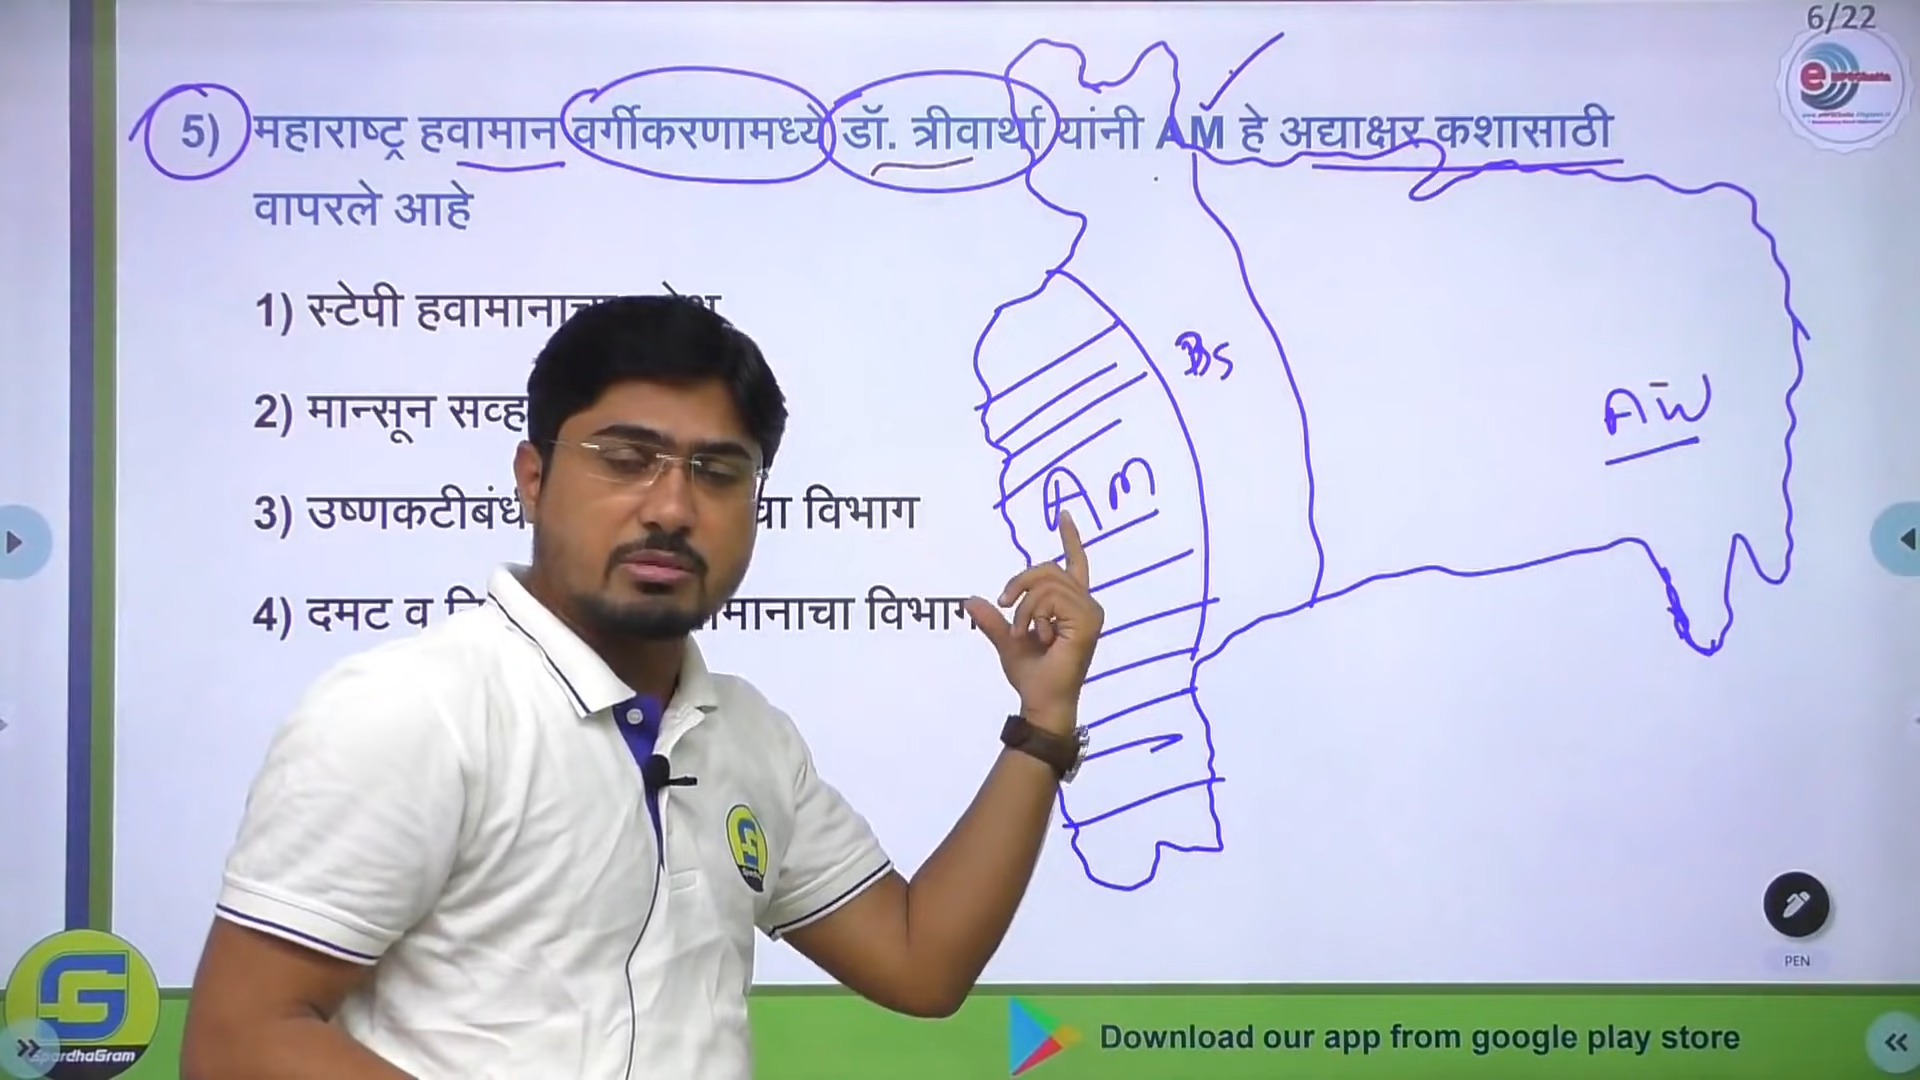 6/22
5) महाराष्ट्र हवामान वर्गीकरणामध्ये डॉ. त्रीवार्था यांनी AM हे अद्याक्षर कशासाठी
वापरले आहे
1) स्टेपी हवामानाचा
2) मान्सून
3) उष्णकटीबंध चा विभाग
4) दमट व मानाचा विभाग
BS
AW
AM
SpardhaGram
Download our app from google play store
PEN